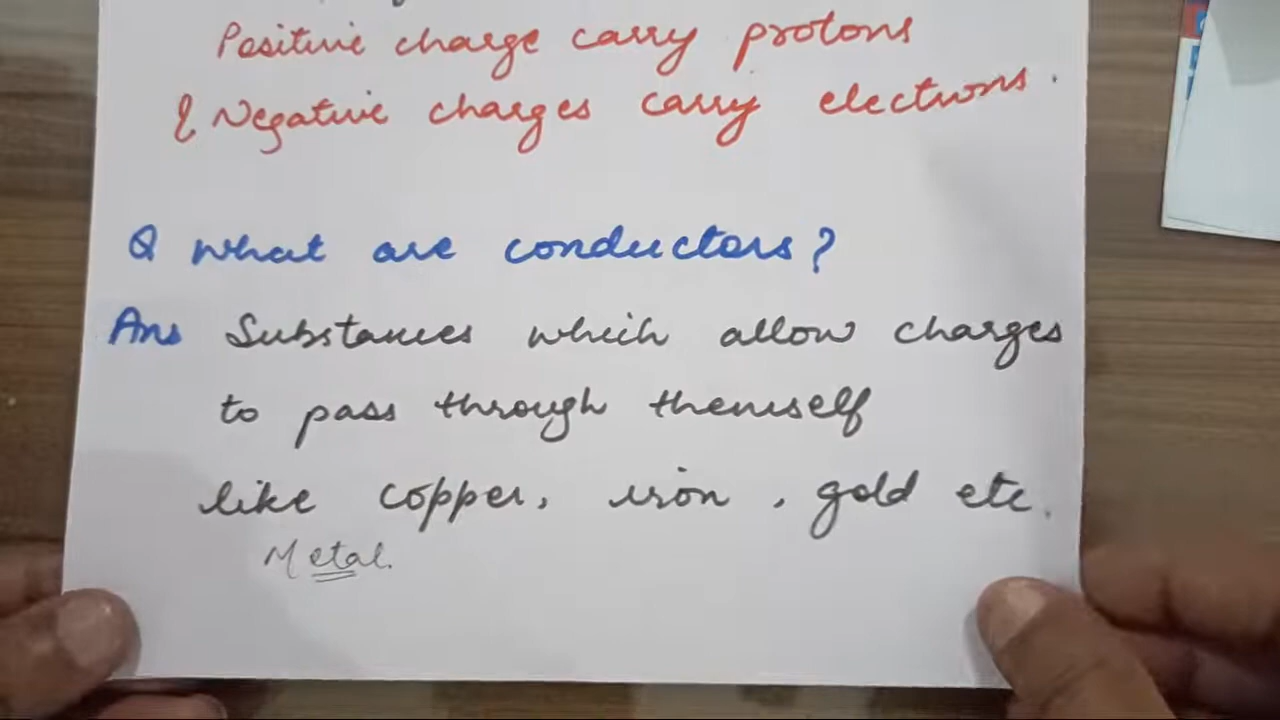 Positive charge carry protons
& Negative charges carry electrons.
Q what are conductors?
Ans Substances which allow charges
to pass through themself
like copper, iron, gold etc.
Metal.